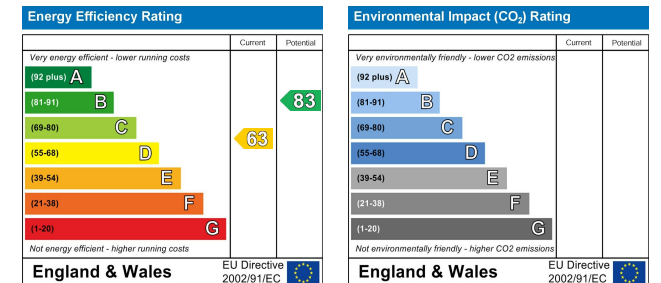 Energy Efficiency Rating
Current Potential
Very energy efficient - lower running costs
(92 plus) A
(81-91) B
(69-80) C
(55-68) D
(39-54) E
(21-38) F
(1-20) G
63
83
Not energy efficient - higher running costs
England & Wales
EU Directive
2002/91/EC
Environmental Impact (CO₂) Rating
Current Potential
Very environmentally friendly - lower CO2 emissions
(92 plus) A
(81-91) B
(69-80) C
(55-68) D
(39-54) E
(21-38) F
(1-20) G
Not environmentally friendly - higher CO2 emissions
England & Wales
EU Directive
2002/91/EC